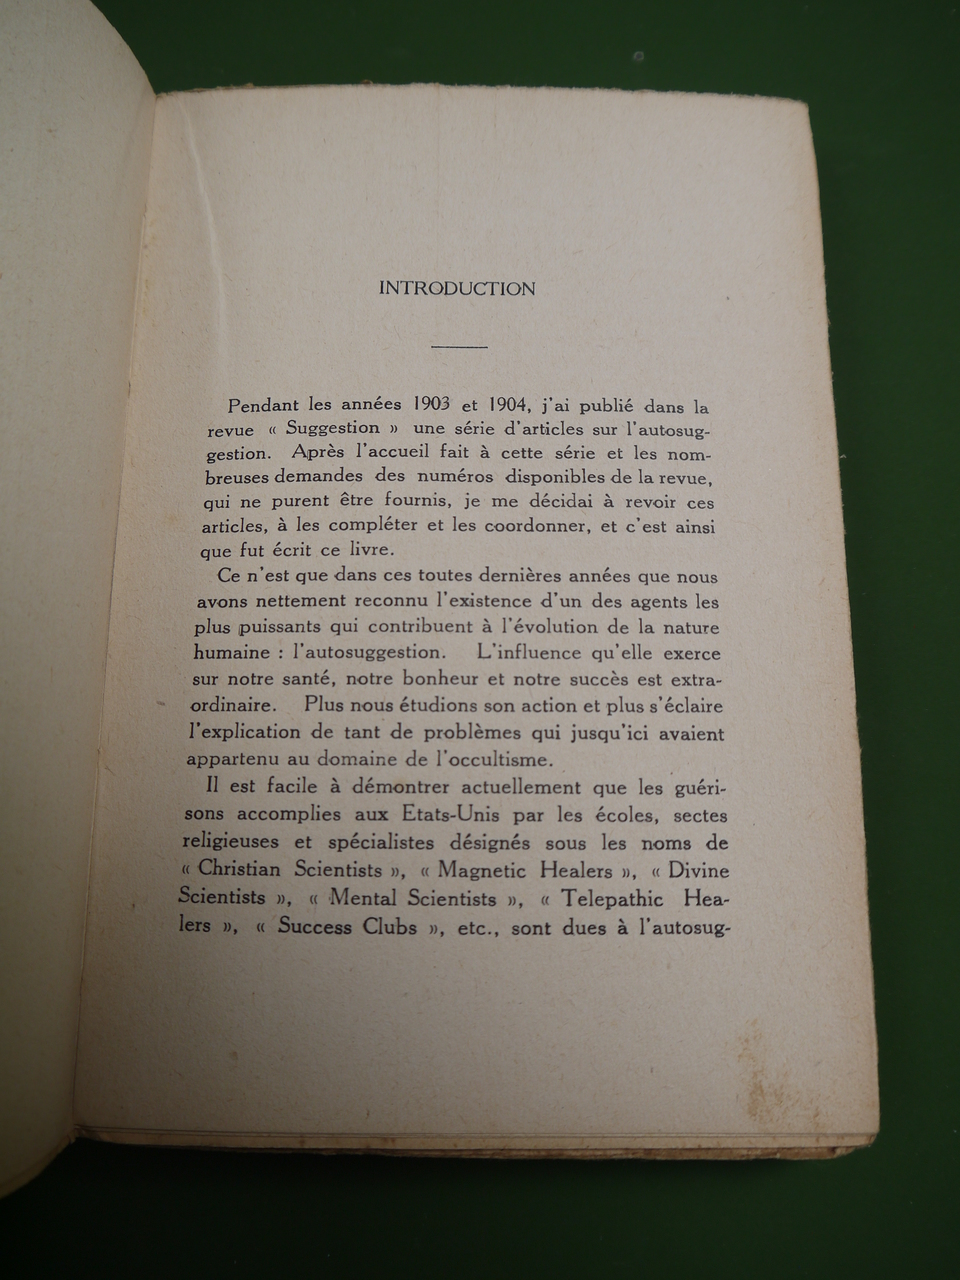 INTRODUCTION
Pendant les années 1903 et 1904, j'ai publié dans la
revue « Suggestion » une série d'articles sur l'autosug-
gestion. Après l'accueil fait à cette série et les nom-
breuses demandes des numéros disponibles de la revue,
qui ne purent être fournis, je me décidai à revoir ces
articles, à les compléter et les coordonner, et c'est ainsi
que fut écrit ce livre.
Ce n'est que dans ces toutes dernières années que nous
avons nettement reconnu l'existence d'un des agents les
plus puissants qui contribuent à l'évolution de la nature
humaine : l'autosuggestion. L'influence qu'elle exerce
sur notre santé, notre bonheur et notre succès est extra-
ordinaire. Plus nous étudions son action et plus s'éclaire
l'explication de tant de problèmes qui jusqu'ici avaient
appartenu au domaine de l'occultisme.
Il est facile à démontrer actuellement que les guéri-
sons accomplies aux Etats-Unis par les écoles, sectes
religieuses et spécialistes désignés sous les noms de
« Christian Scientists », « Magnetic Healers », « Divine
Scientists », « Mental Scientists », « Telepathic Hea-
lers », « Success Clubs », etc., sont dues à l'autosug-